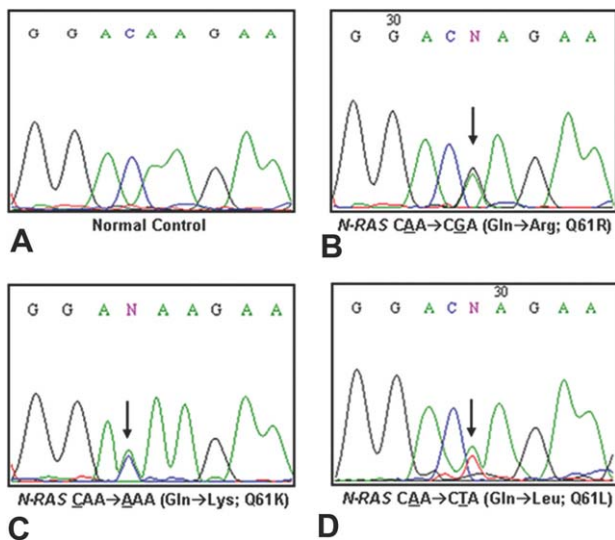 G G A C A A G A A
A
Normal Control
30
G G A C N A G A A
B
N-RAS CAA→CGA (Gln→Arg; Q61R)
G G A N A A G A A
C
N-RAS CAA→AAA (Gln→Lys; Q61K)
30
G G A C N A G A A
D
N-RAS CAA→CTA (Gln→Leu; Q61L)